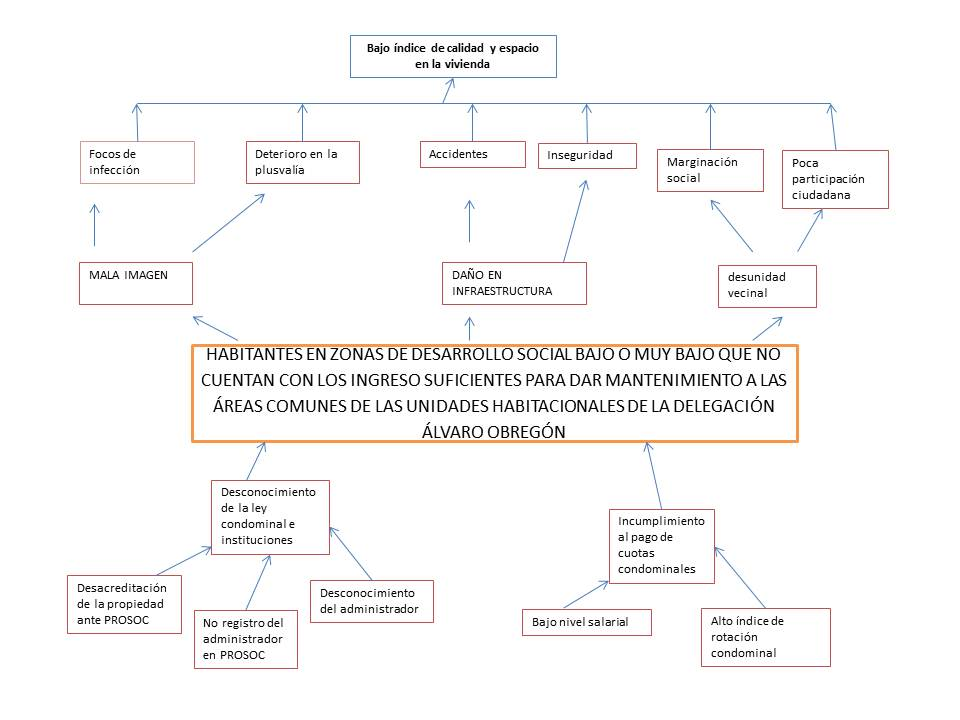 Bajo índice de calidad y espacio
en la vivienda
Focos de
infección
Deterioro en la
plusvalía
Accidentes
Inseguridad
Marginación
social
Poca
participación
ciudadana
MALA IMAGEN
DAÑO EN
INFRAESTRUCTURA
desunidad
vecinal
HABITANTES EN ZONAS DE DESARROLLO SOCIAL BAJO O MUY BAJO QUE NO
CUENTAN CON LOS INGRESO SUFICIENTES PARA DAR MANTENIMIENTO A LAS
ÁREAS COMUNES DE LAS UNIDADES HABITACIONALES DE LA DELEGACIÓN
ÁLVARO OBREGÓN
Desconocimiento
de la ley
condominal e
instituciones
Incumplimiento
al pago de
cuotas
condominales
Desacreditación
de la propiedad
ante PROSOC
No registro del
administrador
en PROSOC
Desconocimiento
del administrador
Bajo nivel salarial
Alto índice de
rotación
condominal